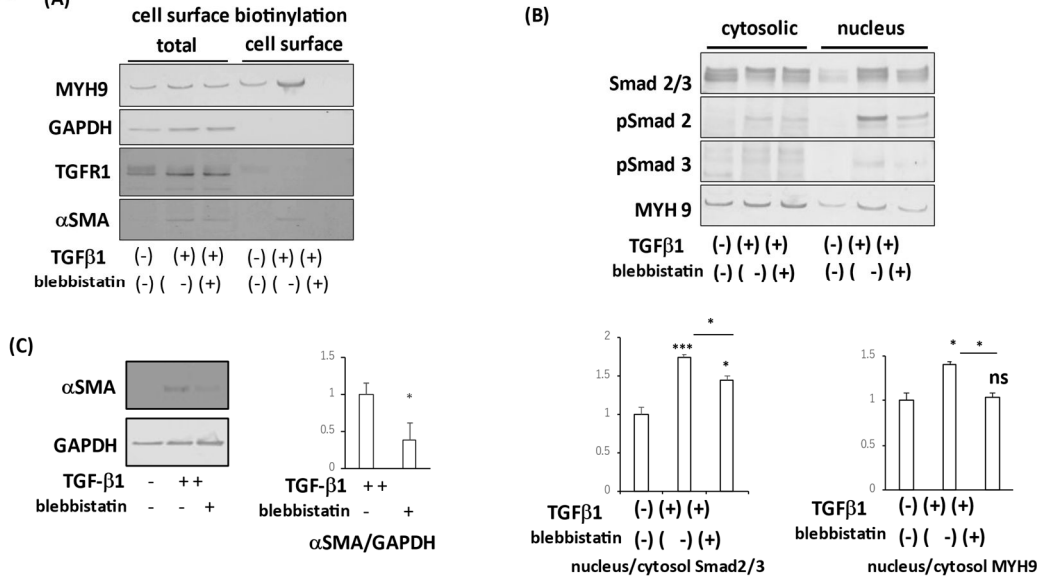 (A)
cell surface biotinylation
total cell surface
MYH9
GAPDH
TGFR1
αSMA
TGFβ1 (-) (+) (+) (-) (+) (+)
blebbistatin (-) ( -) (+) (-) ( -) (+)
(B)
cytosolic nucleus
Smad 2/3
pSmad 2
pSmad 3
MYH 9
TGFβ1 (-) (+) (+) (-) (+) (+)
blebbistatin (-) ( -) (+) (-) ( -) (+)
2
1.5
1
0.5
0
*** * *
TGFβ1 (-) (+) (+)
blebbistatin (-) ( -) (+)
nucleus/cytosol Smad2/3
1.5
1
0.5
0
* * ns
TGFβ1 (-) (+) (+)
blebbistatin (-) ( -) (+)
nucleus/cytosol MYH9
(C)
αSMA
GAPDH
TGF-β1 - + +
blebbistatin - - +
1.5
1
0.5
0
*
TGF-β1 + +
blebbistatin - +
αSMA/GAPDH